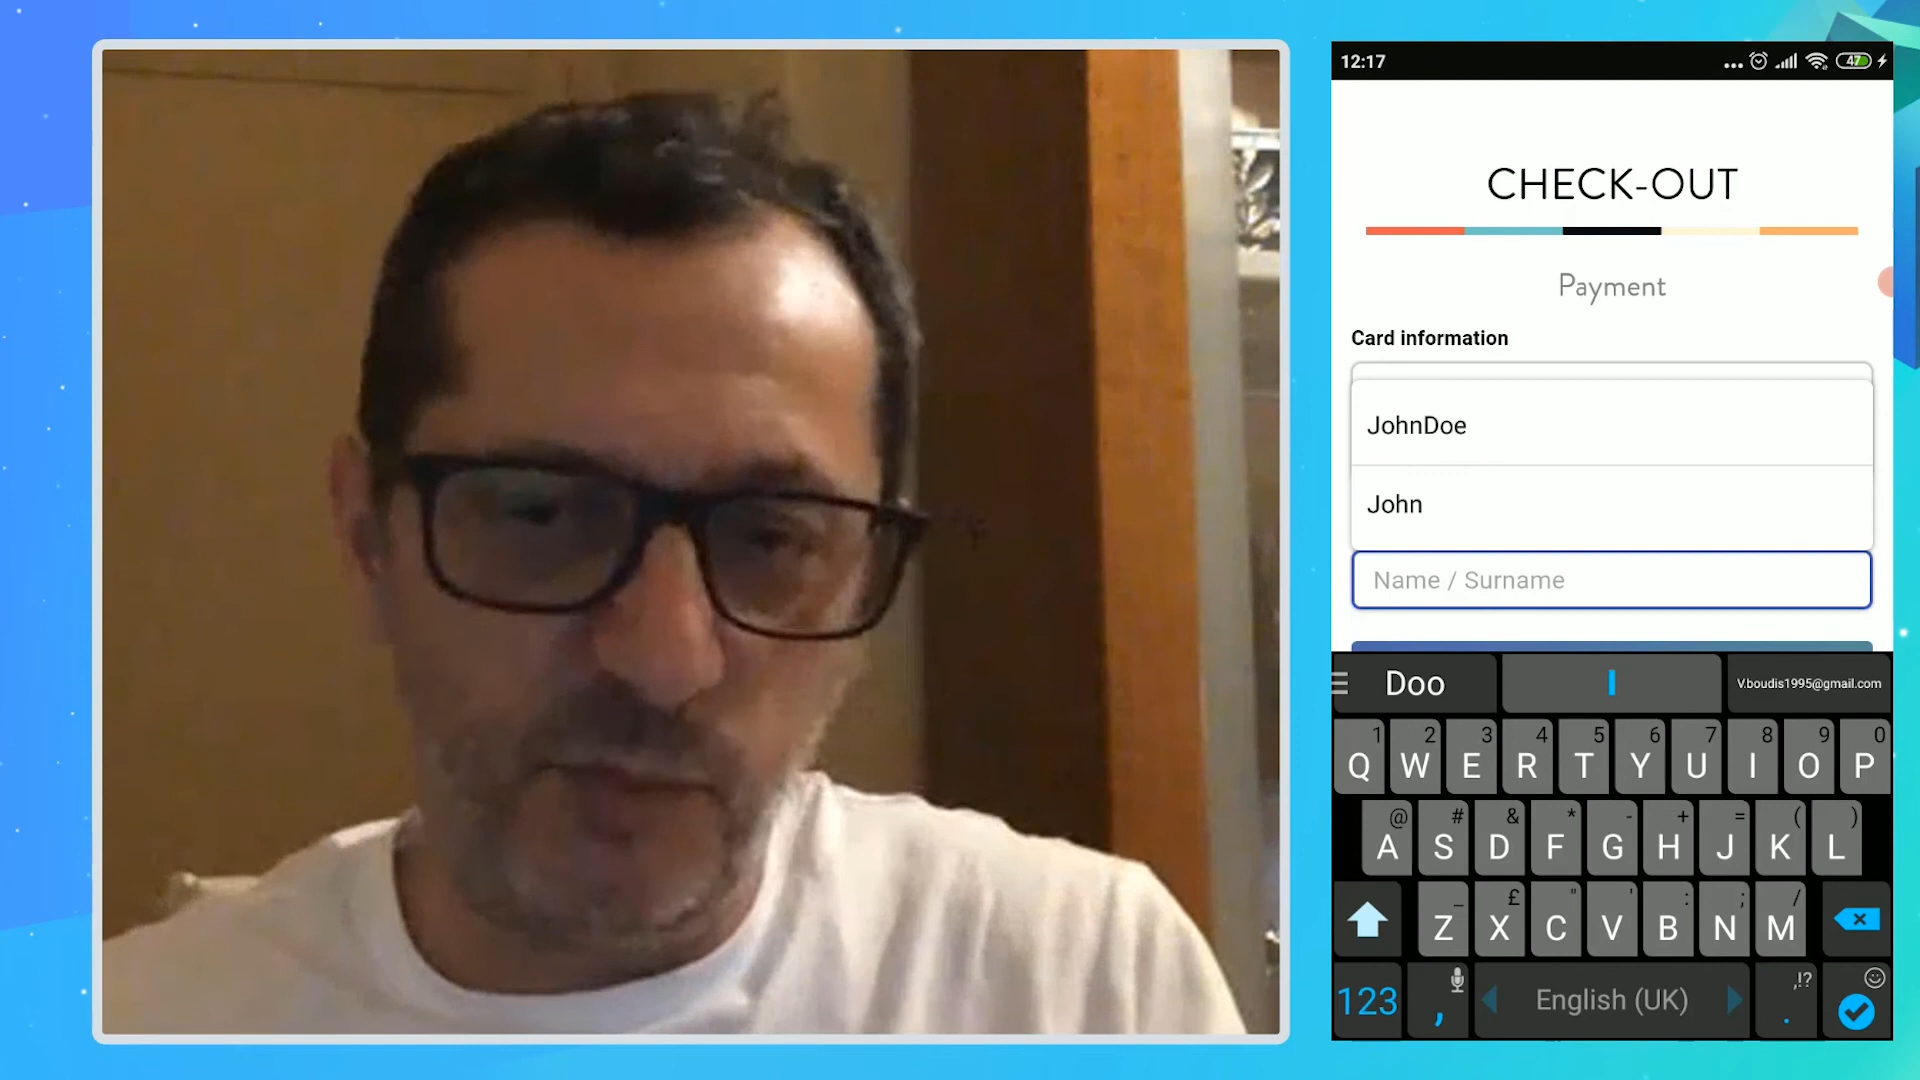 12:17
47
CHECK-OUT
Payment
Card information
JohnDoe
John
Name / Surname
Doo I V.boudis1995@gmail.com
1 2 3 4 5 6 7 8 9 0
Q W E R T Y U I O P
@ # & * - + = ( )
A S D F G H J K L
_ £ " ' : ; /
Z X C V B N M
123 , English (UK) ,!? .